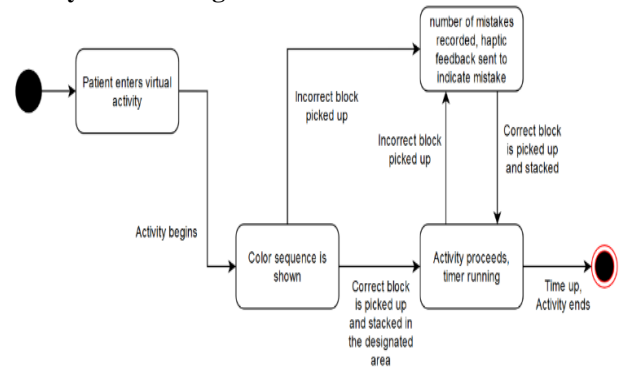 number of mistakes
recorded, haptic
feedback sent to
indicate mistake
Patient enters virtual
activity
Incorrect block
picked up
Incorrect block
picked up
Correct block
is picked up
and stacked
Activity begins
Color sequence is
shown
Activity proceeds,
timer running
Correct block
is picked up
and stacked in
the designated
area
Time up,
Activity ends